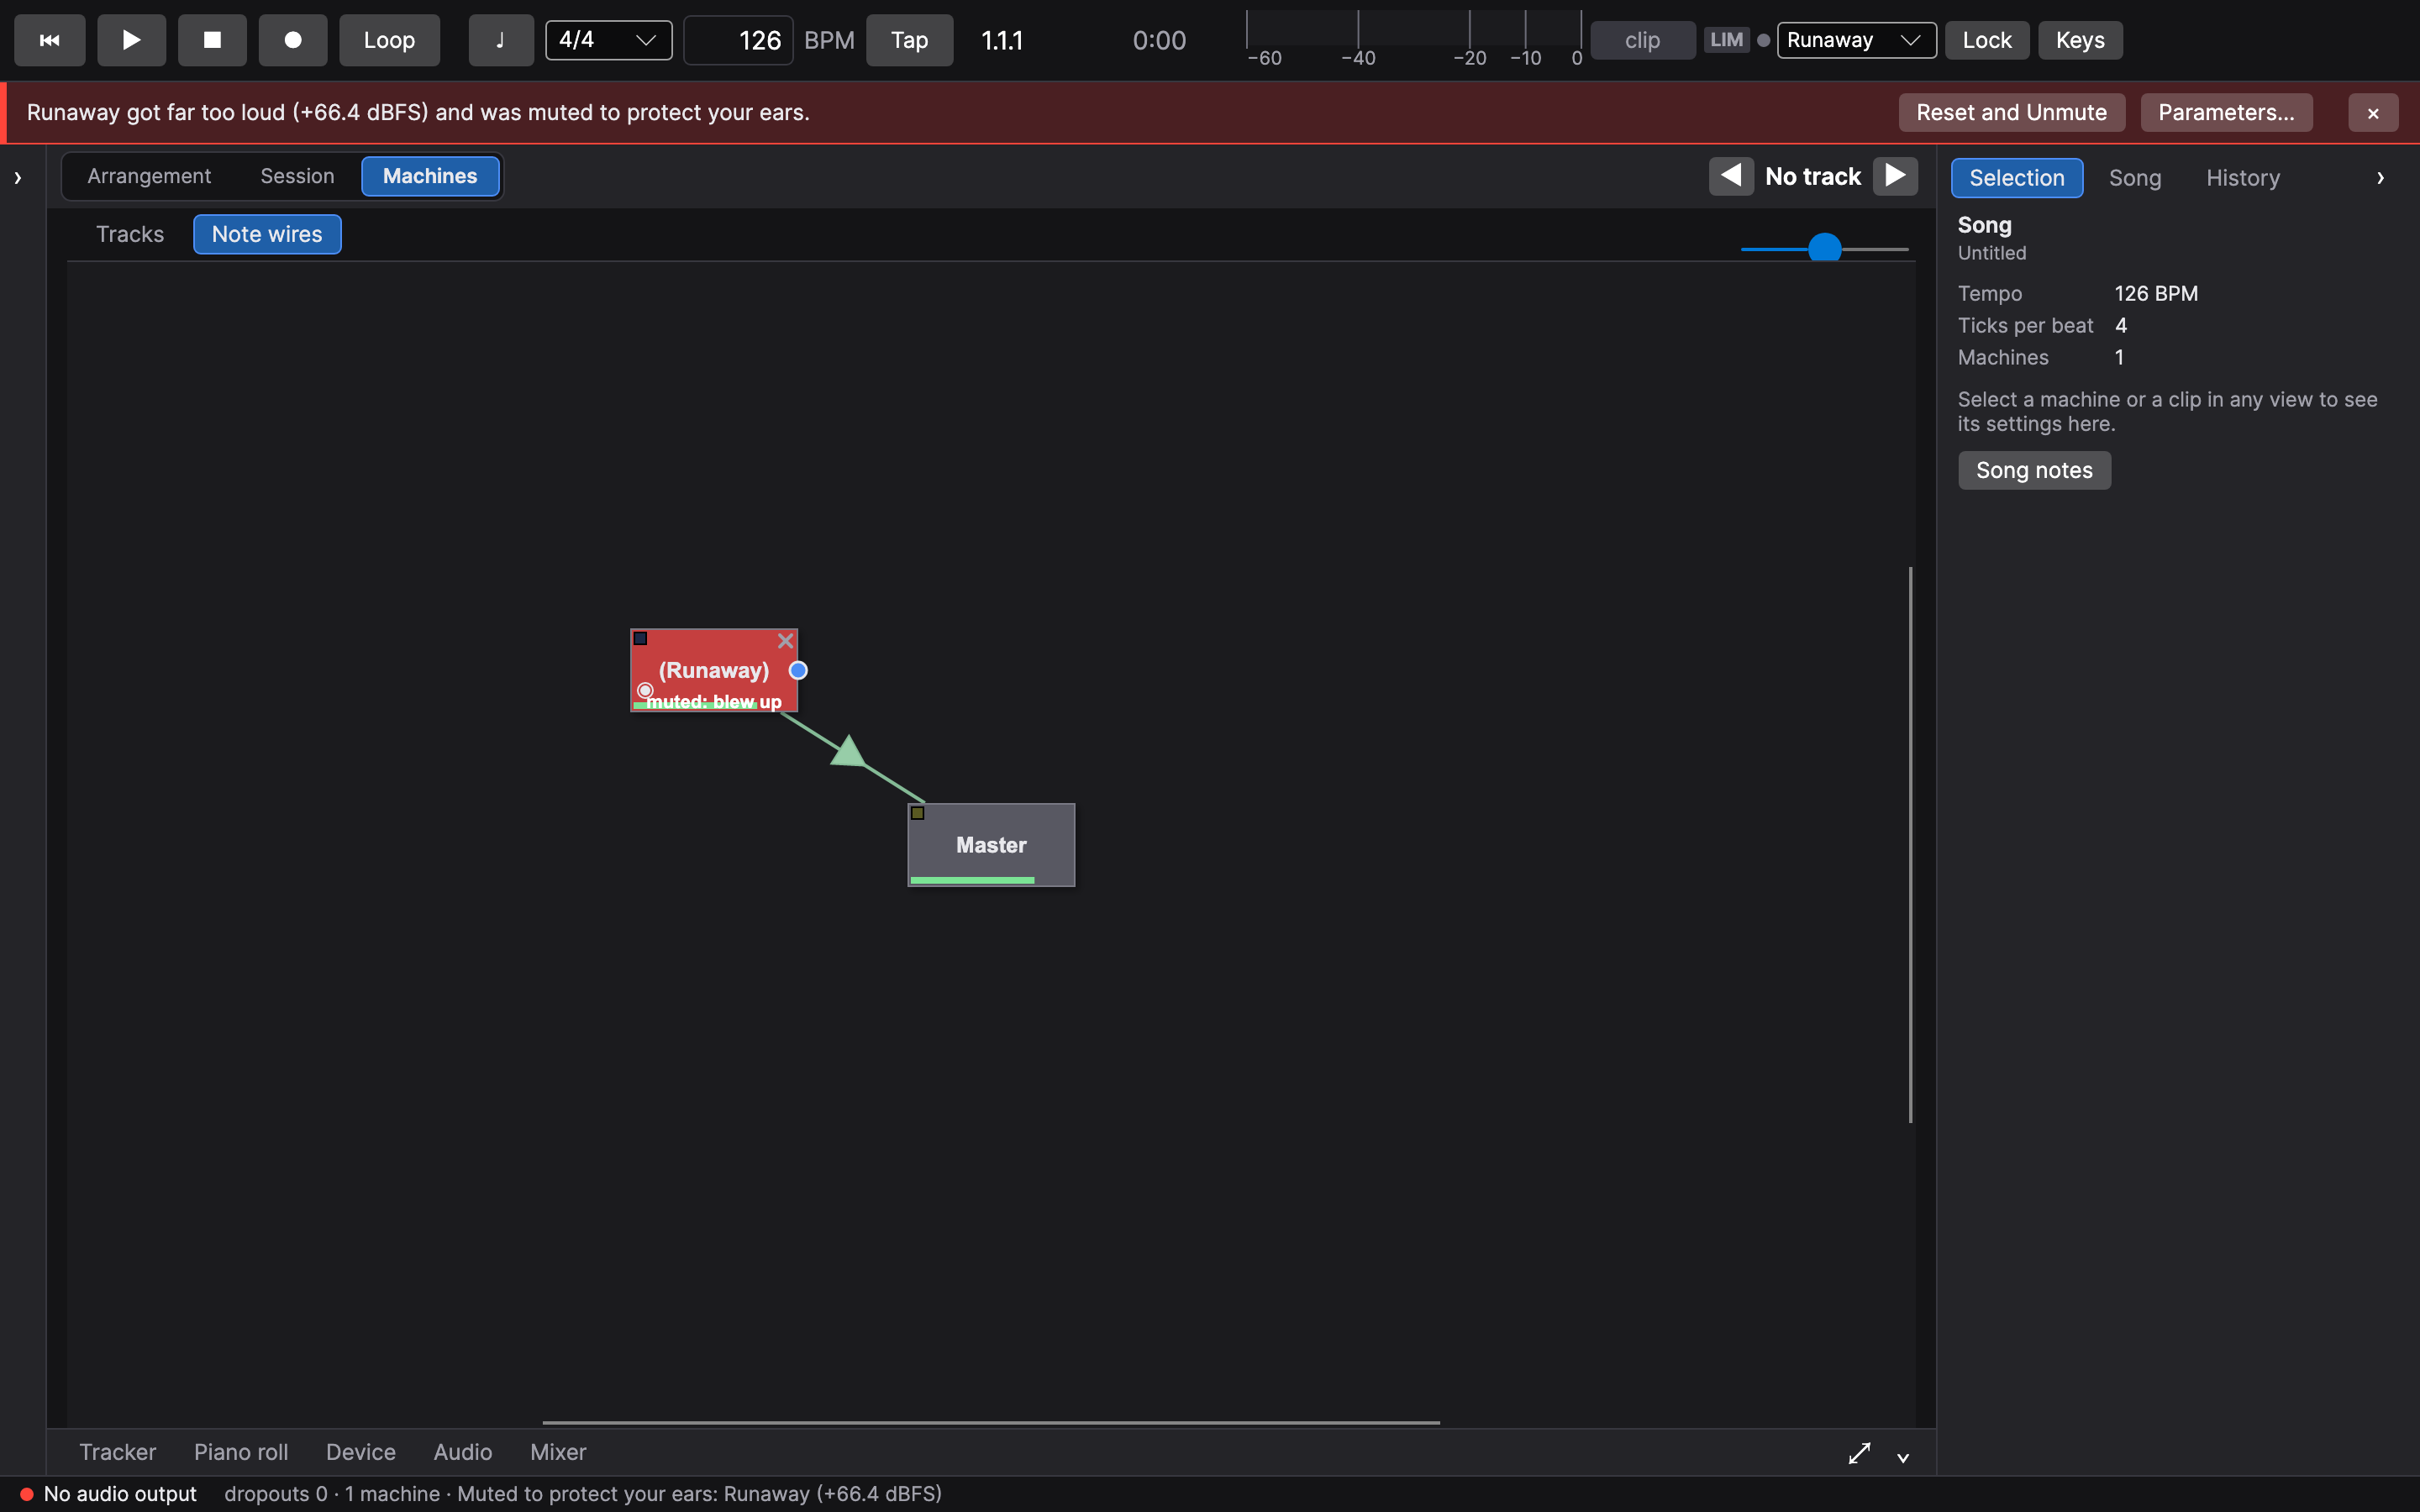 Loop 4/4 126 BPM Tap 1.1.1 0:00 −60 −40 −20 −10 0 clip LIM Runaway Lock Keys
Runaway got far too loud (+66.4 dBFS) and was muted to protect your ears. Reset and Unmute Parameters... ×
Arrangement Session Machines No track Selection Song History
Tracks Note wires
Song
Untitled
Tempo 126 BPM
Ticks per beat 4
Machines 1
Select a machine or a clip in any view to see
its settings here.
Song notes
(Runaway)
muted: blew up
Master
Tracker Piano roll Device Audio Mixer
No audio output dropouts 0 · 1 machine · Muted to protect your ears: Runaway (+66.4 dBFS)